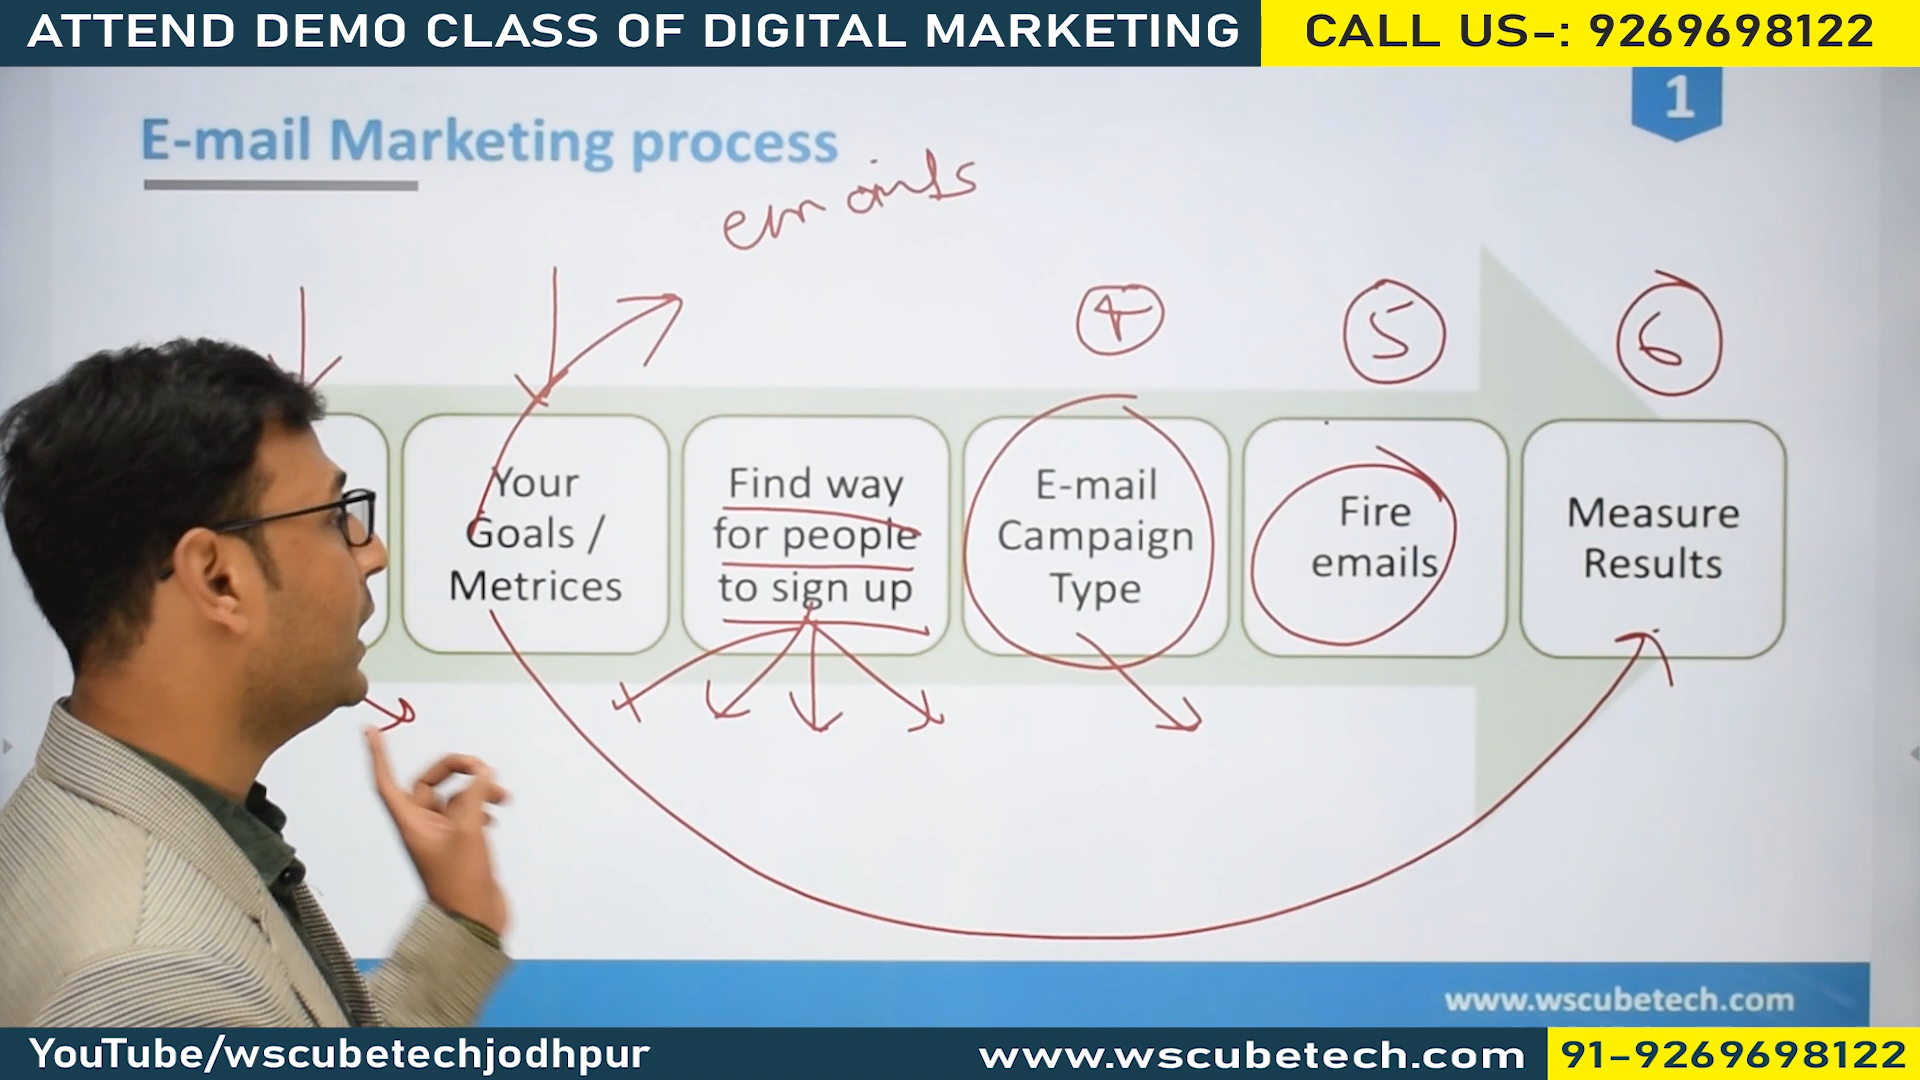 ATTEND DEMO CLASS OF DIGITAL MARKETING
CALL US-: 9269698122
1
E-mail Marketing process
emails
4
5
6
Your
Goals /
Metrices
Find way
for people
to sign up
E-mail
Campaign
Type
Fire
emails
Measure
Results
www.wscubetech.com
YouTube/wscubetechjodhpur
www.wscubetech.com
91-9269698122